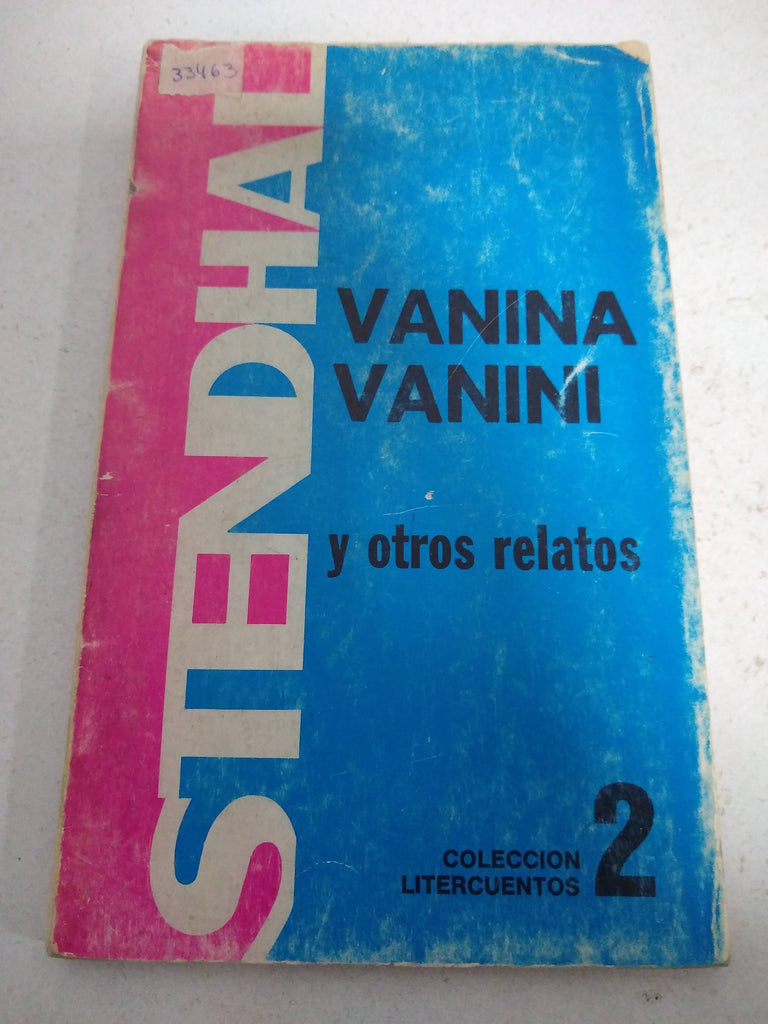 33463
STENDHAL
VANINA
VANINI
y otros relatos
COLECCION
LITERCUENTOS
2